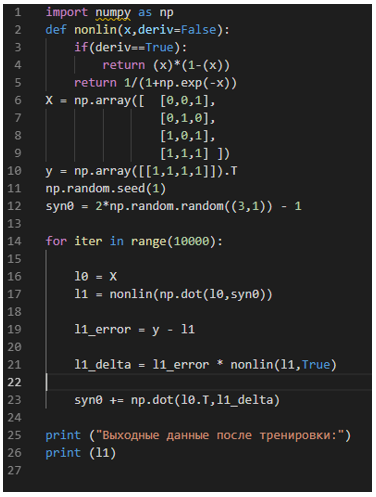 1 import numpy as np
2 def nonlin(x,deriv=False):
3     if(deriv==True):
4         return (x)*(1-(x))
5     return 1/(1+np.exp(-x))
6 X = np.array([  [0,0,1],
7                 [0,1,0],
8                 [1,0,1],
9                 [1,1,1] ])
10 y = np.array([[1,1,1,1]]).T
11 np.random.seed(1)
12 syn0 = 2*np.random.random((3,1)) - 1
13
14 for iter in range(10000):
15
16     l0 = X
17     l1 = nonlin(np.dot(l0,syn0))
18
19     l1_error = y - l1
20
21     l1_delta = l1_error * nonlin(l1,True)
22
23     syn0 += np.dot(l0.T,l1_delta)
24
25 print ("Выходные данные после тренировки:")
26 print (l1)
27